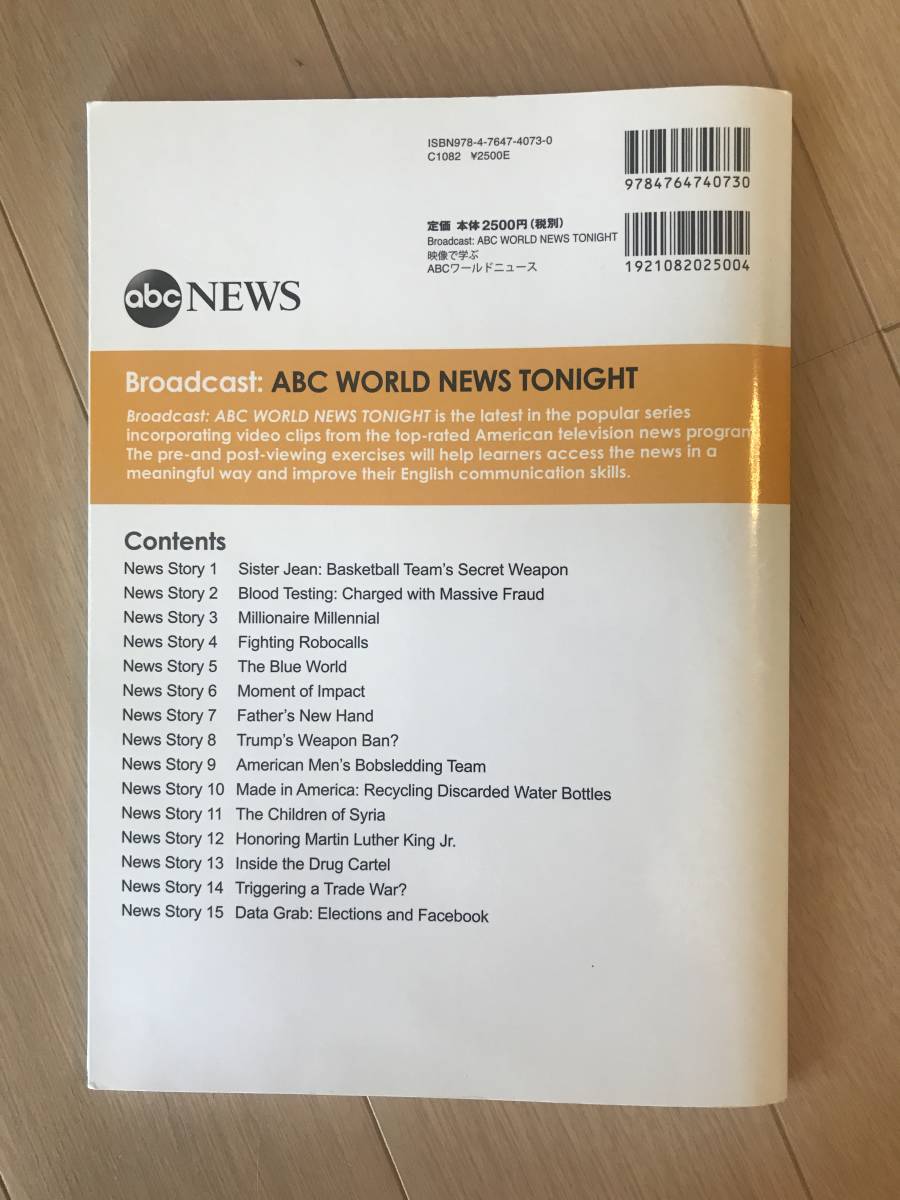 ISBN978-4-7647-4073-0
C1082 ¥2500E
9784764740730
定価 本体2500円(税別)
Broadcast: ABC WORLD NEWS TONIGHT
映像で学ぶ
ABCワールドニュース
1921082025004
abc NEWS
Broadcast: ABC WORLD NEWS TONIGHT
Broadcast: ABC WORLD NEWS TONIGHT is the latest in the popular series
incorporating video clips from the top-rated American television news program
The pre-and post-viewing exercises will help learners access the news in a
meaningful way and improve their English communication skills.
Contents
News Story 1 Sister Jean: Basketball Team's Secret Weapon
News Story 2 Blood Testing: Charged with Massive Fraud
News Story 3 Millionaire Millennial
News Story 4 Fighting Robocalls
News Story 5 The Blue World
News Story 6 Moment of Impact
News Story 7 Father's New Hand
News Story 8 Trump's Weapon Ban?
News Story 9 American Men's Bobsledding Team
News Story 10 Made in America: Recycling Discarded Water Bottles
News Story 11 The Children of Syria
News Story 12 Honoring Martin Luther King Jr.
News Story 13 Inside the Drug Cartel
News Story 14 Triggering a Trade War?
News Story 15 Data Grab: Elections and Facebook